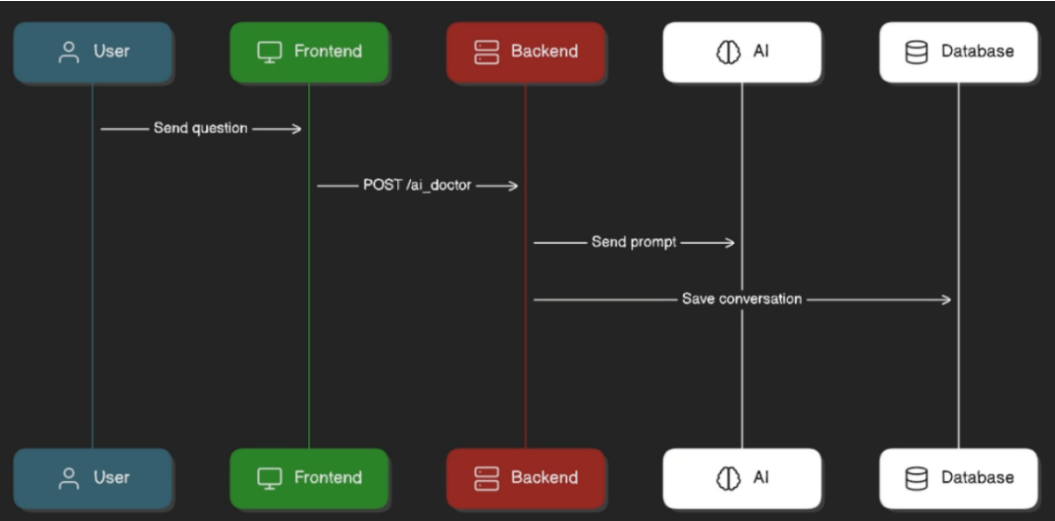 User
Frontend
Backend
AI
Database
Send question
POST /ai_doctor
Send prompt
Save conversation
User
Frontend
Backend
AI
Database